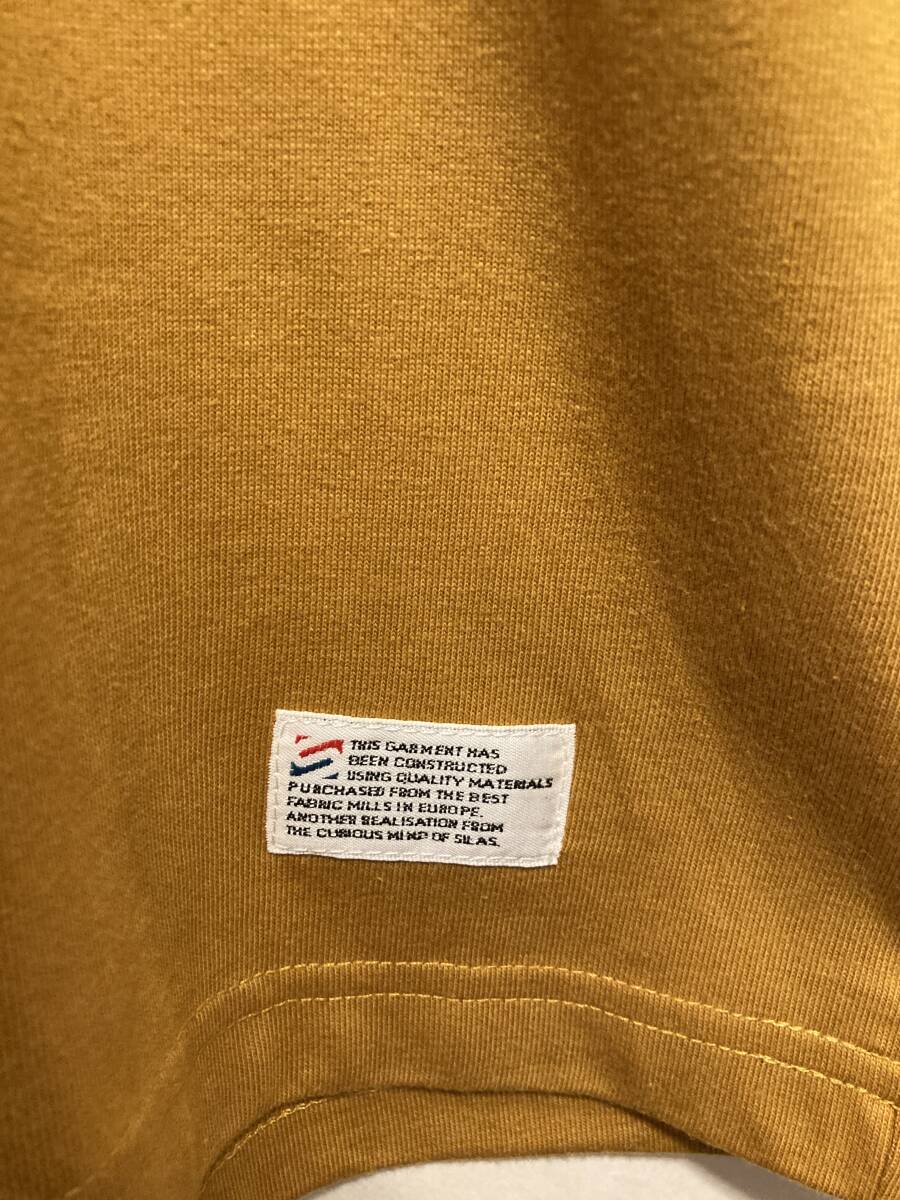 THIS GARMENT HAS
BEEN CONSTRUCTED
USING QUALITY MATERIALS
PURCHASED FROM THE BEST
FABRIC MILLS IN EUROPE.
ANOTHER REALISATION FROM
THE CURIOUS MIND OF SILAS.